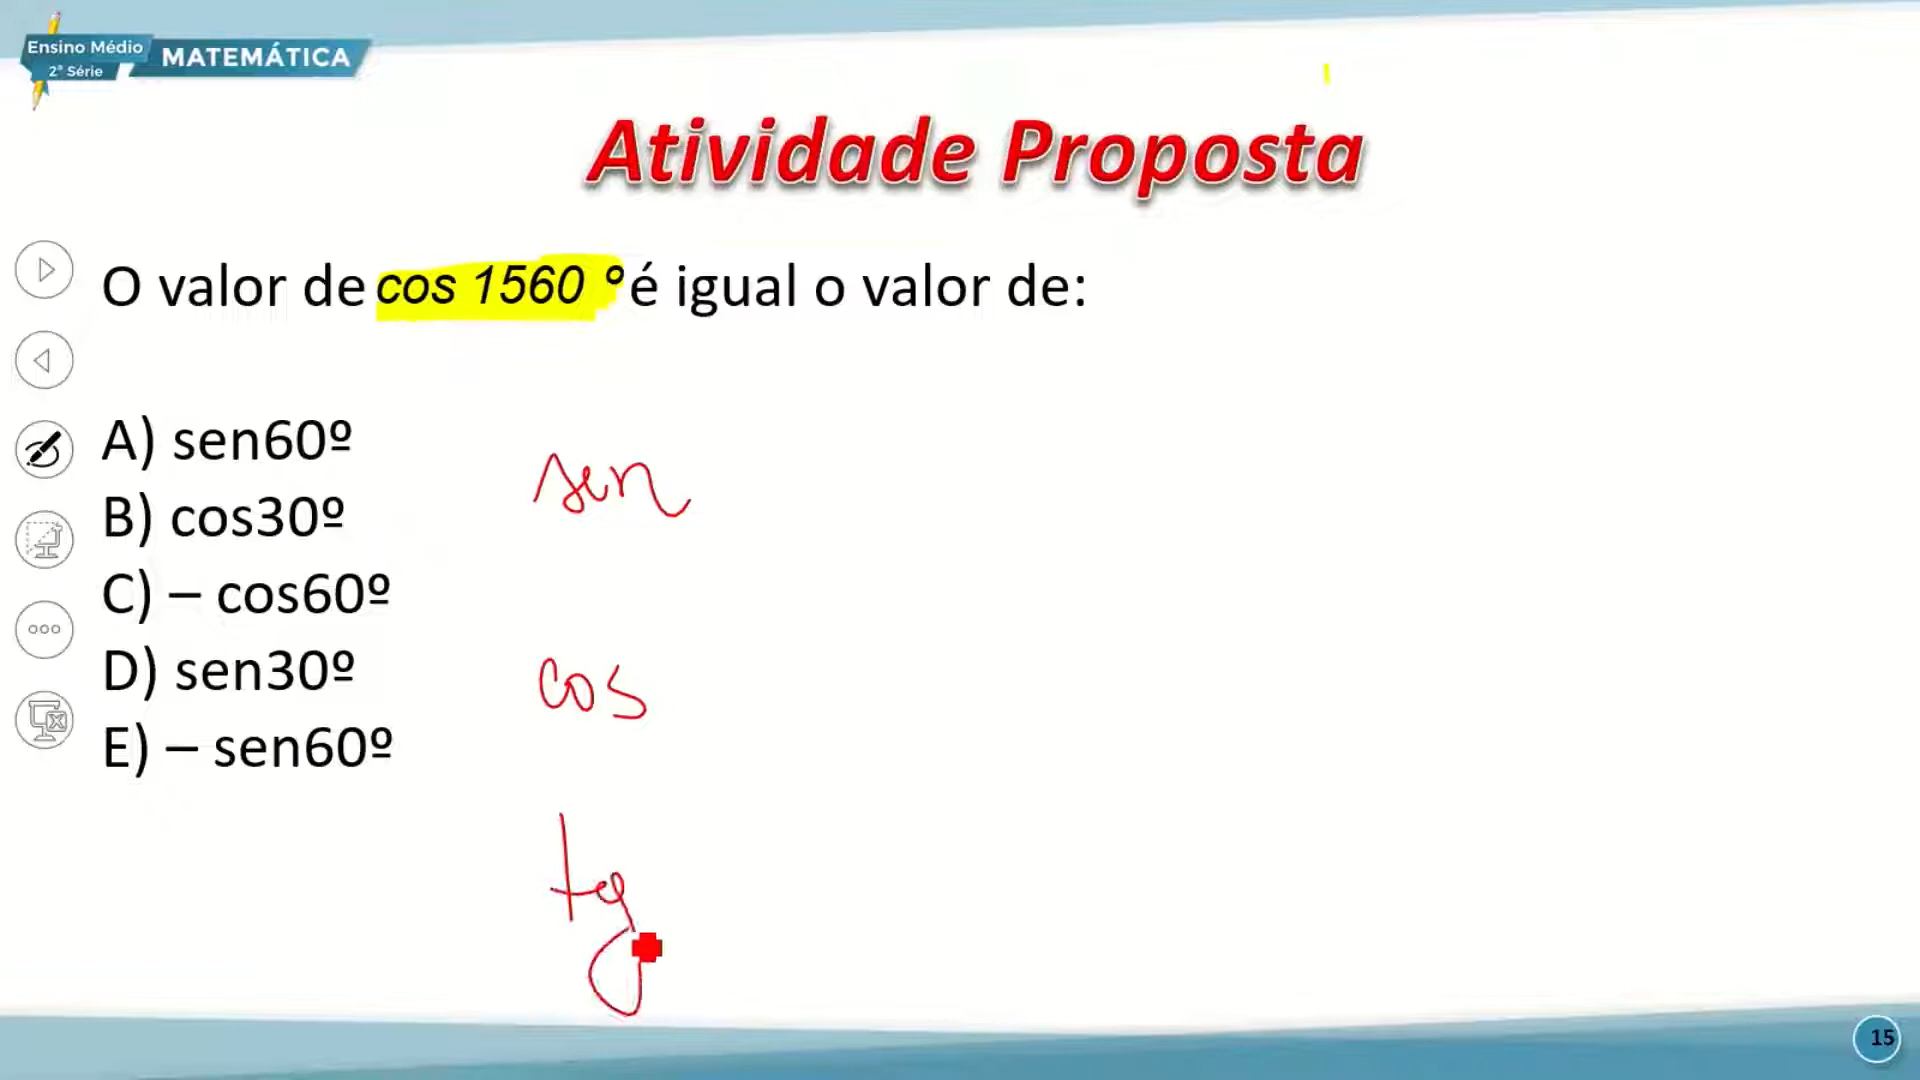 Ensino Médio
2ª Série
MATEMÁTICA
Atividade Proposta
O valor de cos 1560 º é igual o valor de:
A) sen60º
B) cos30º
C) – cos60º
D) sen30º
E) – sen60º
sen
cos
tg
15